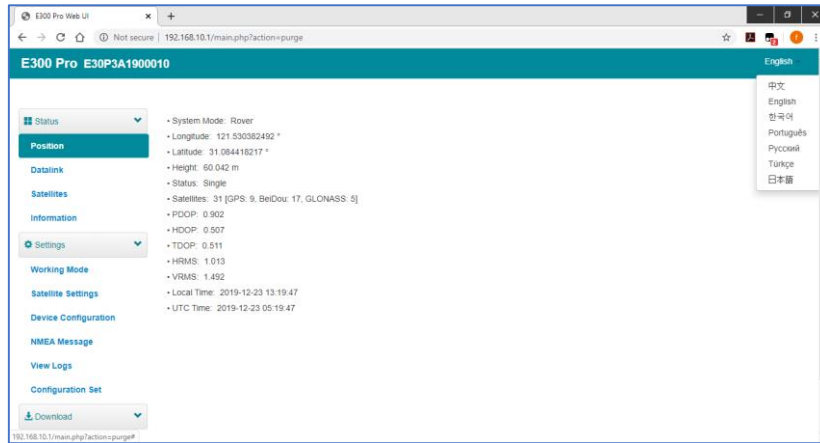 E300 Pro Web UI
Not secure | 192.168.10.1/main.php?action=purge
E300 Pro E30P3A1900010
English
中文
English
한국어
Português
Русский
Türkçe
日本語
Status
Position
Datalink
Satellites
Information
Settings
Working Mode
Satellite Settings
Device Configuration
NMEA Message
View Logs
Configuration Set
Download
• System Mode: Rover
• Longitude: 121.530382492 °
• Latitude: 31.084418217 °
• Height: 60.042 m
• Status: Single
• Satellites: 31 [GPS: 9, BeiDou: 17, GLONASS: 5]
• PDOP: 0.902
• HDOP: 0.507
• TDOP: 0.511
• HRMS: 1.013
• VRMS: 1.492
• Local Time: 2019-12-23 13:19:47
• UTC Time: 2019-12-23 05:19:47
192.168.10.1/main.php?action=purge#